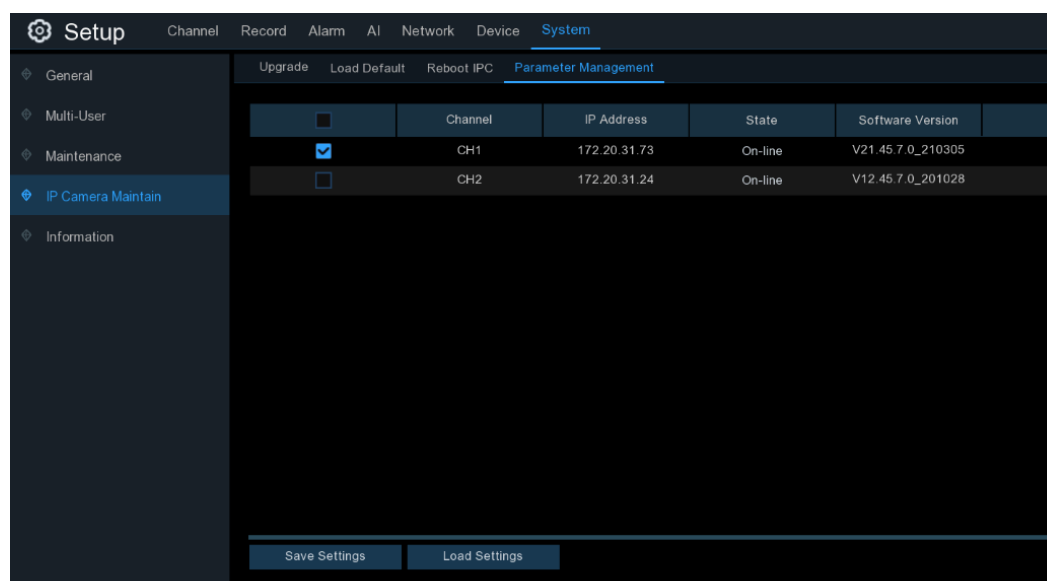 Setup Channel Record Alarm AI Network Device System
General
Multi-User
Maintenance
IP Camera Maintain
Information
Upgrade Load Default Reboot IPC Parameter Management
Channel IP Address State Software Version
CH1 172.20.31.73 On-line V21.45.7.0_210305
CH2 172.20.31.24 On-line V12.45.7.0_201028
Save Settings Load Settings